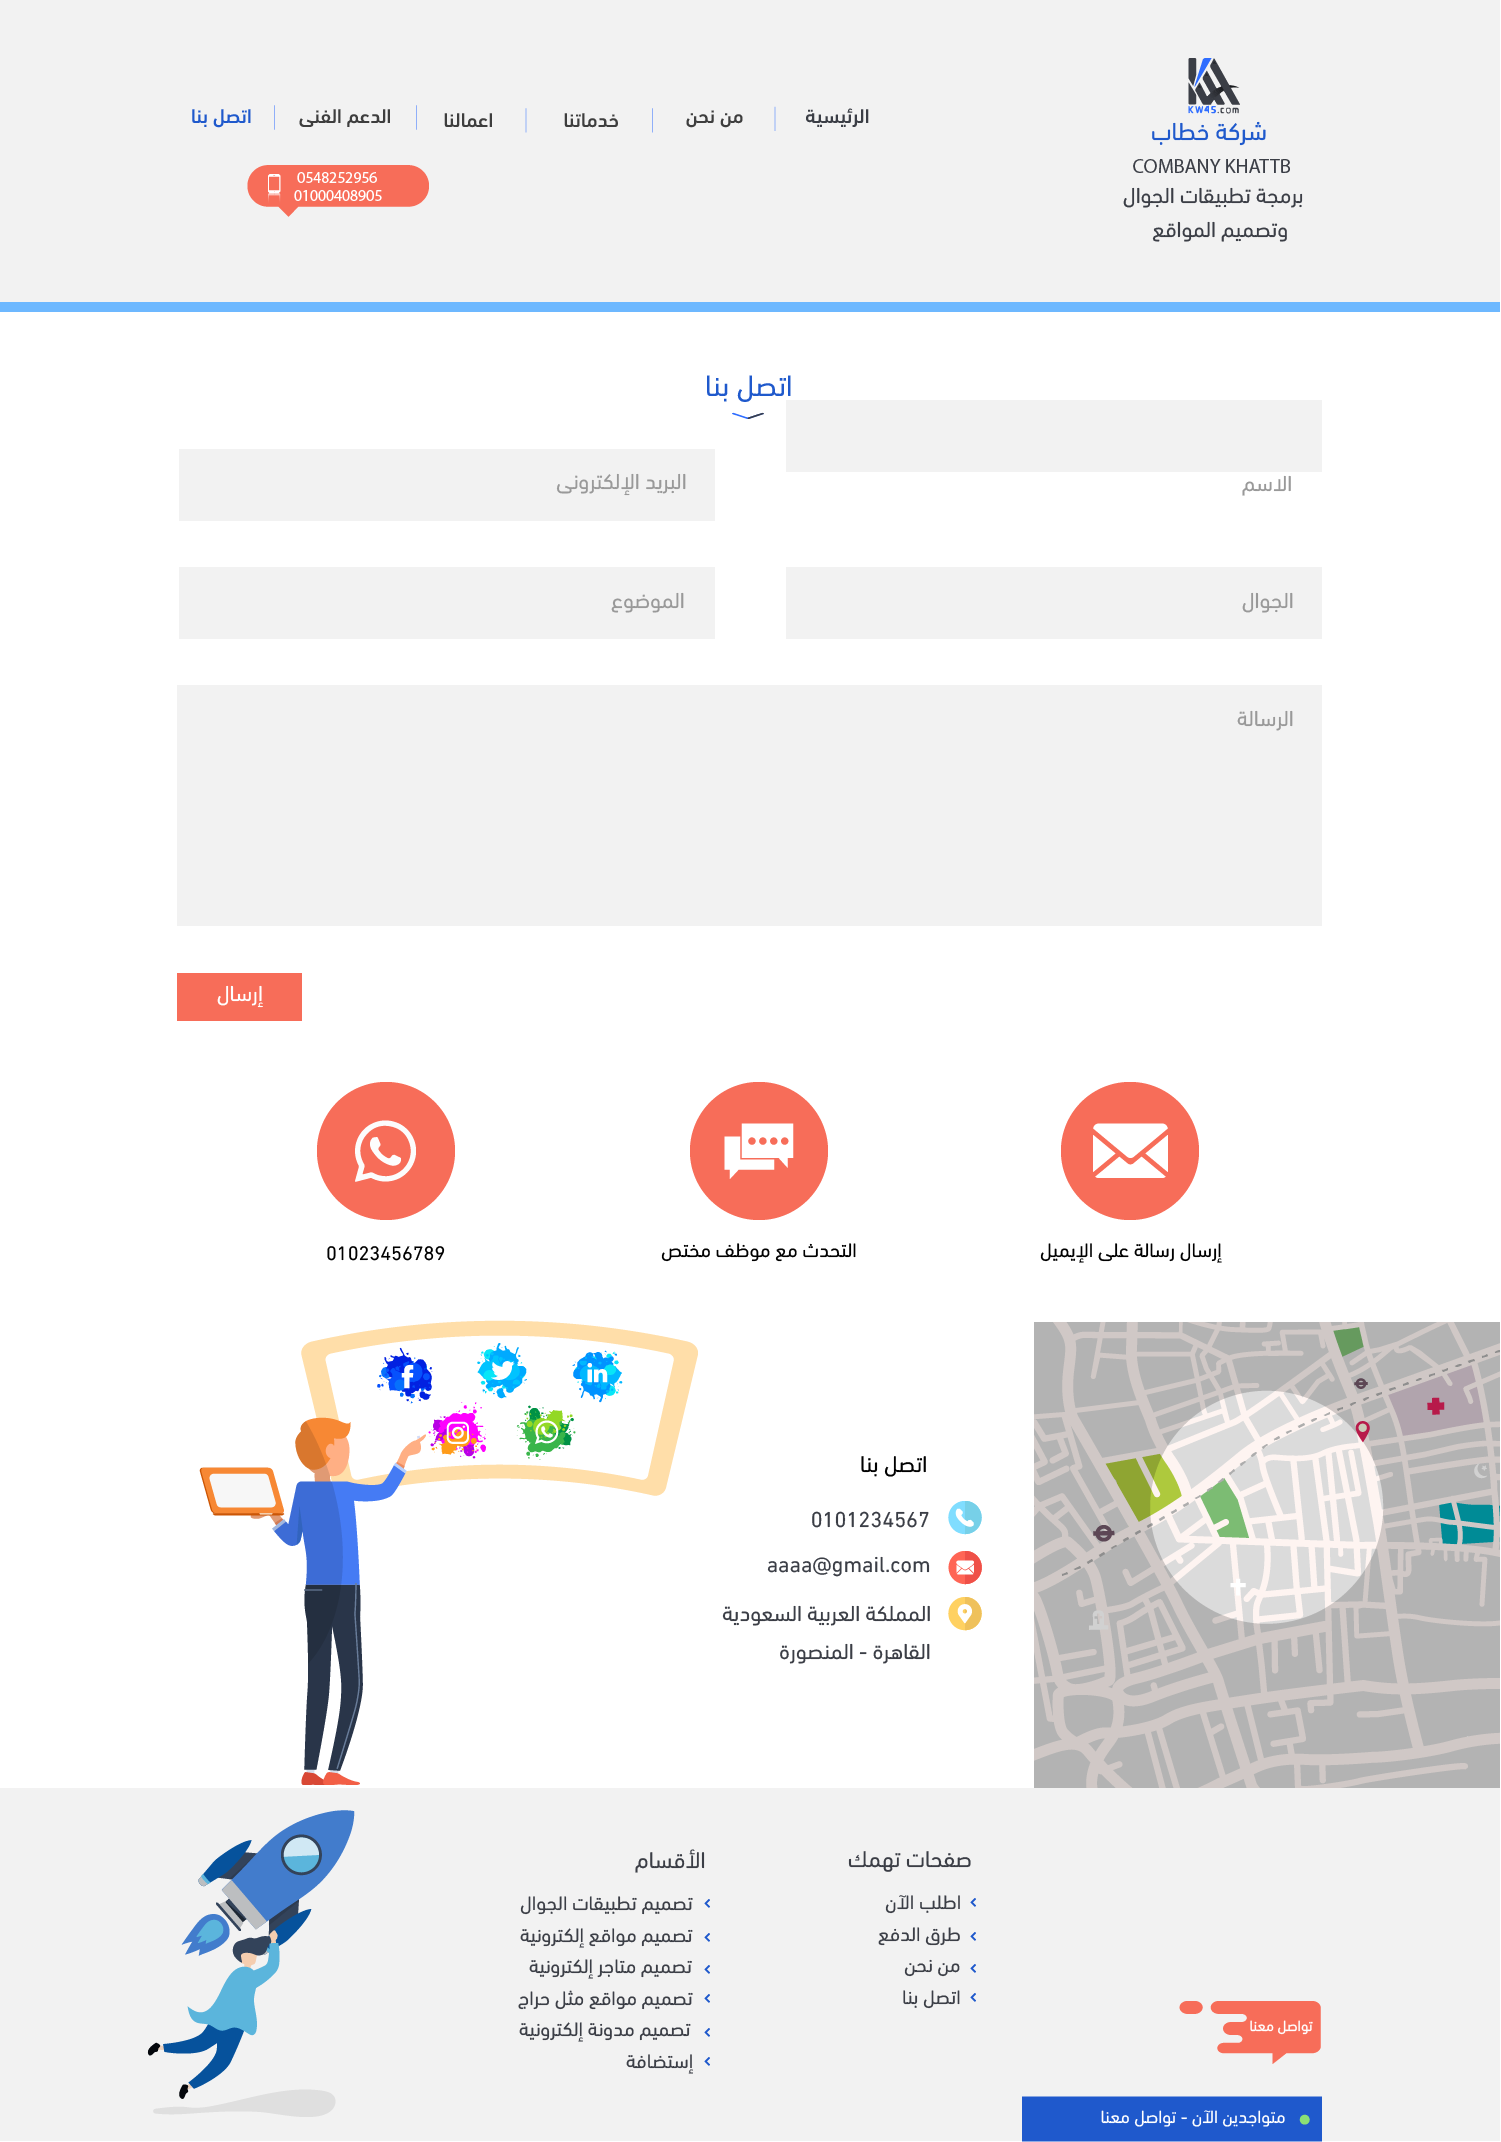 KW4S.com
شركة خطاب
COMBANY KHATTB
برمجة تطبيقات الجوال
وتصميم المواقع
الرئيسية
من نحن
خدماتنا
اعمالنا
الدعم الفنى
اتصل بنا
0548252956
01000408905
اتصل بنا
الاسم
البريد الإلكترونى
الجوال
الموضوع
الرسالة
إرسال
إرسال رسالة على الإيميل
التحدث مع موظف مختص
01023456789
اتصل بنا
0101234567
aaaa@gmail.com
المملكة العربية السعودية
القاهرة - المنصورة
صفحات تهمك
اطلب الآن
طرق الدفع
من نحن
اتصل بنا
الأقسام
تصميم تطبيقات الجوال
تصميم مواقع إلكترونية
تصميم متاجر إلكترونية
تصميم مواقع مثل حراج
تصميم مدونة إلكترونية
إستضافة
تواصل معنا
متواجدين الآن - تواصل معنا